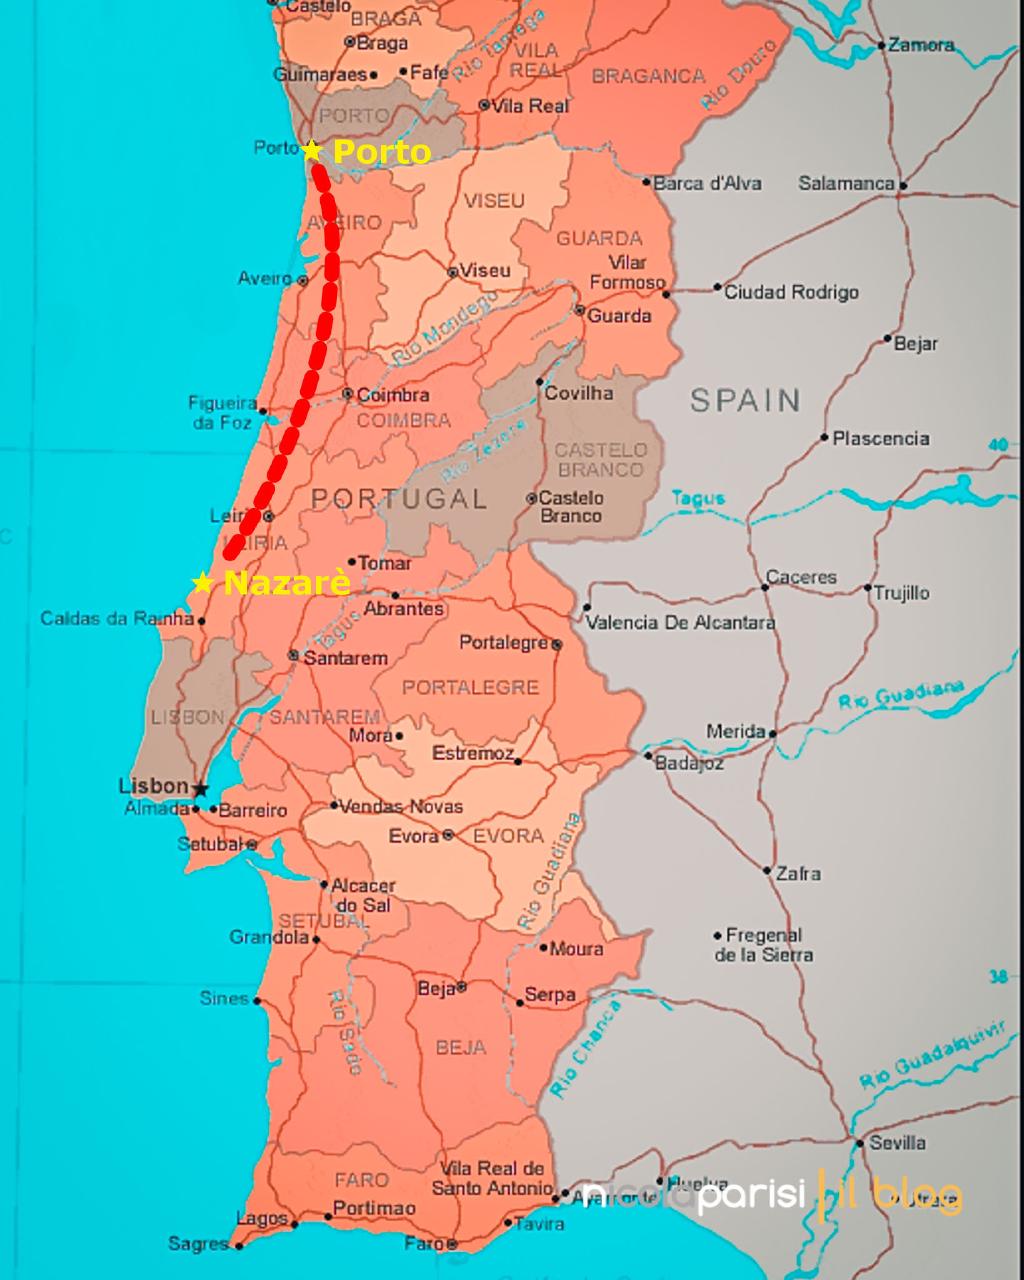 Castelo
BRAGA
Braga
Guimaraes
Fafe
Rio Tamega
VILA
REAL
BRAGANCA
Rio Douro
Zamora
PORTO
Vila Real
Porto
Porto
Barca d'Alva
Salamanca
VISEU
AVEIRO
GUARDA
Vilar
Formoso
Aveiro
Viseu
Ciudad Rodrigo
Rio Mondego
Guarda
Bejar
Coimbra
Covilha
SPAIN
Figueira
da Foz
COIMBRA
Plascencia
40
Rio Zezere
CASTELO
BRANCO
PORTUGAL
Castelo
Branco
Tagus
Leiri
LEIRIA
Tomar
Nazarè
Caceres
Trujillo
Abrantes
Caldas da Rainha
Tagus
Valencia De Alcantara
Portalegre
Santarem
PORTALEGRE
Rio Guadiana
LISBON
SANTAREM
Mora
Merida
Estremoz
Badajoz
Lisbon
Almada
Barreiro
Vendas Novas
Evora
EVORA
Setubal
Rio Guadiana
Zafra
Alcacer
do Sal
SETUBAL
Grandola
Moura
Fregenal
de la Sierra
Beja
Serpa
38
Sines
Rio Sado
BEJA
Rio Chanca
Rio Guadalquivir
Sevilla
FARO
Vila Real de
Santo Antonio
Ayamonte
Huelva
nicolaparisi | il blog
Utrera
Portimao
Lagos
Tavira
Sagres
Faro